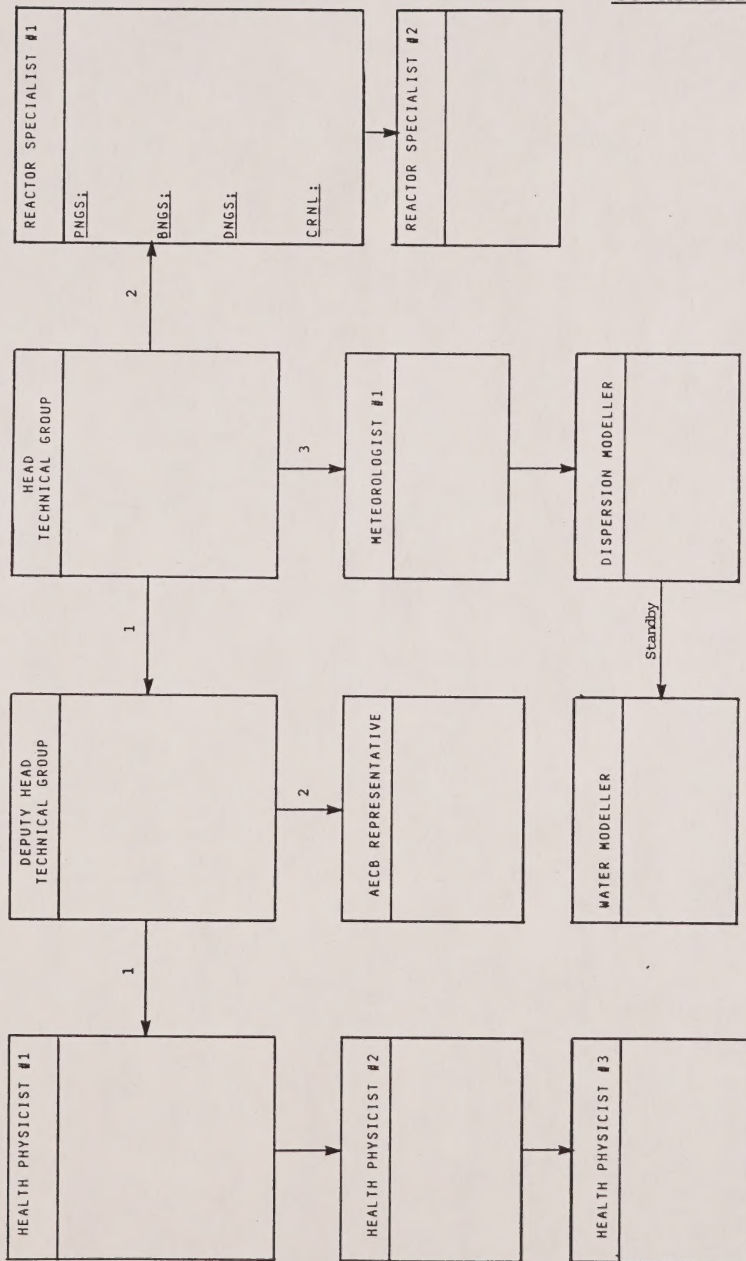 HEALTH PHYSICIST #1
1
DEPUTY HEAD
TECHNICAL GROUP
1
HEAD
TECHNICAL GROUP
2
REACTOR SPECIALIST #1
PNGS;
BNGS;
DNGS;
CRNL;
HEALTH PHYSICIST #2
2
AECB REPRESENTATIVE
3
METEOROLOGIST #1
REACTOR SPECIALIST #2
HEALTH PHYSICIST #3
WATER MODELLER
Standby
DISPERSION MODELLER